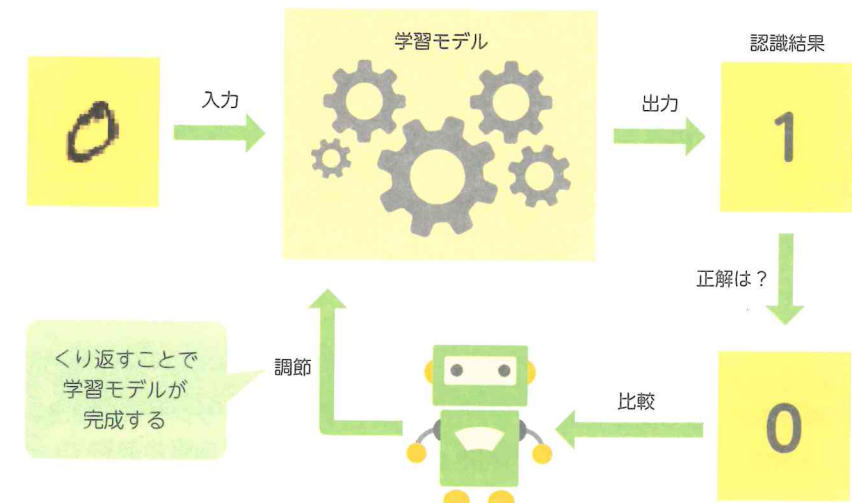 学習モデル
認識結果
0
入力
出力
1
正解は?
くり返すことで
学習モデルが
完成する
調節
比較
0